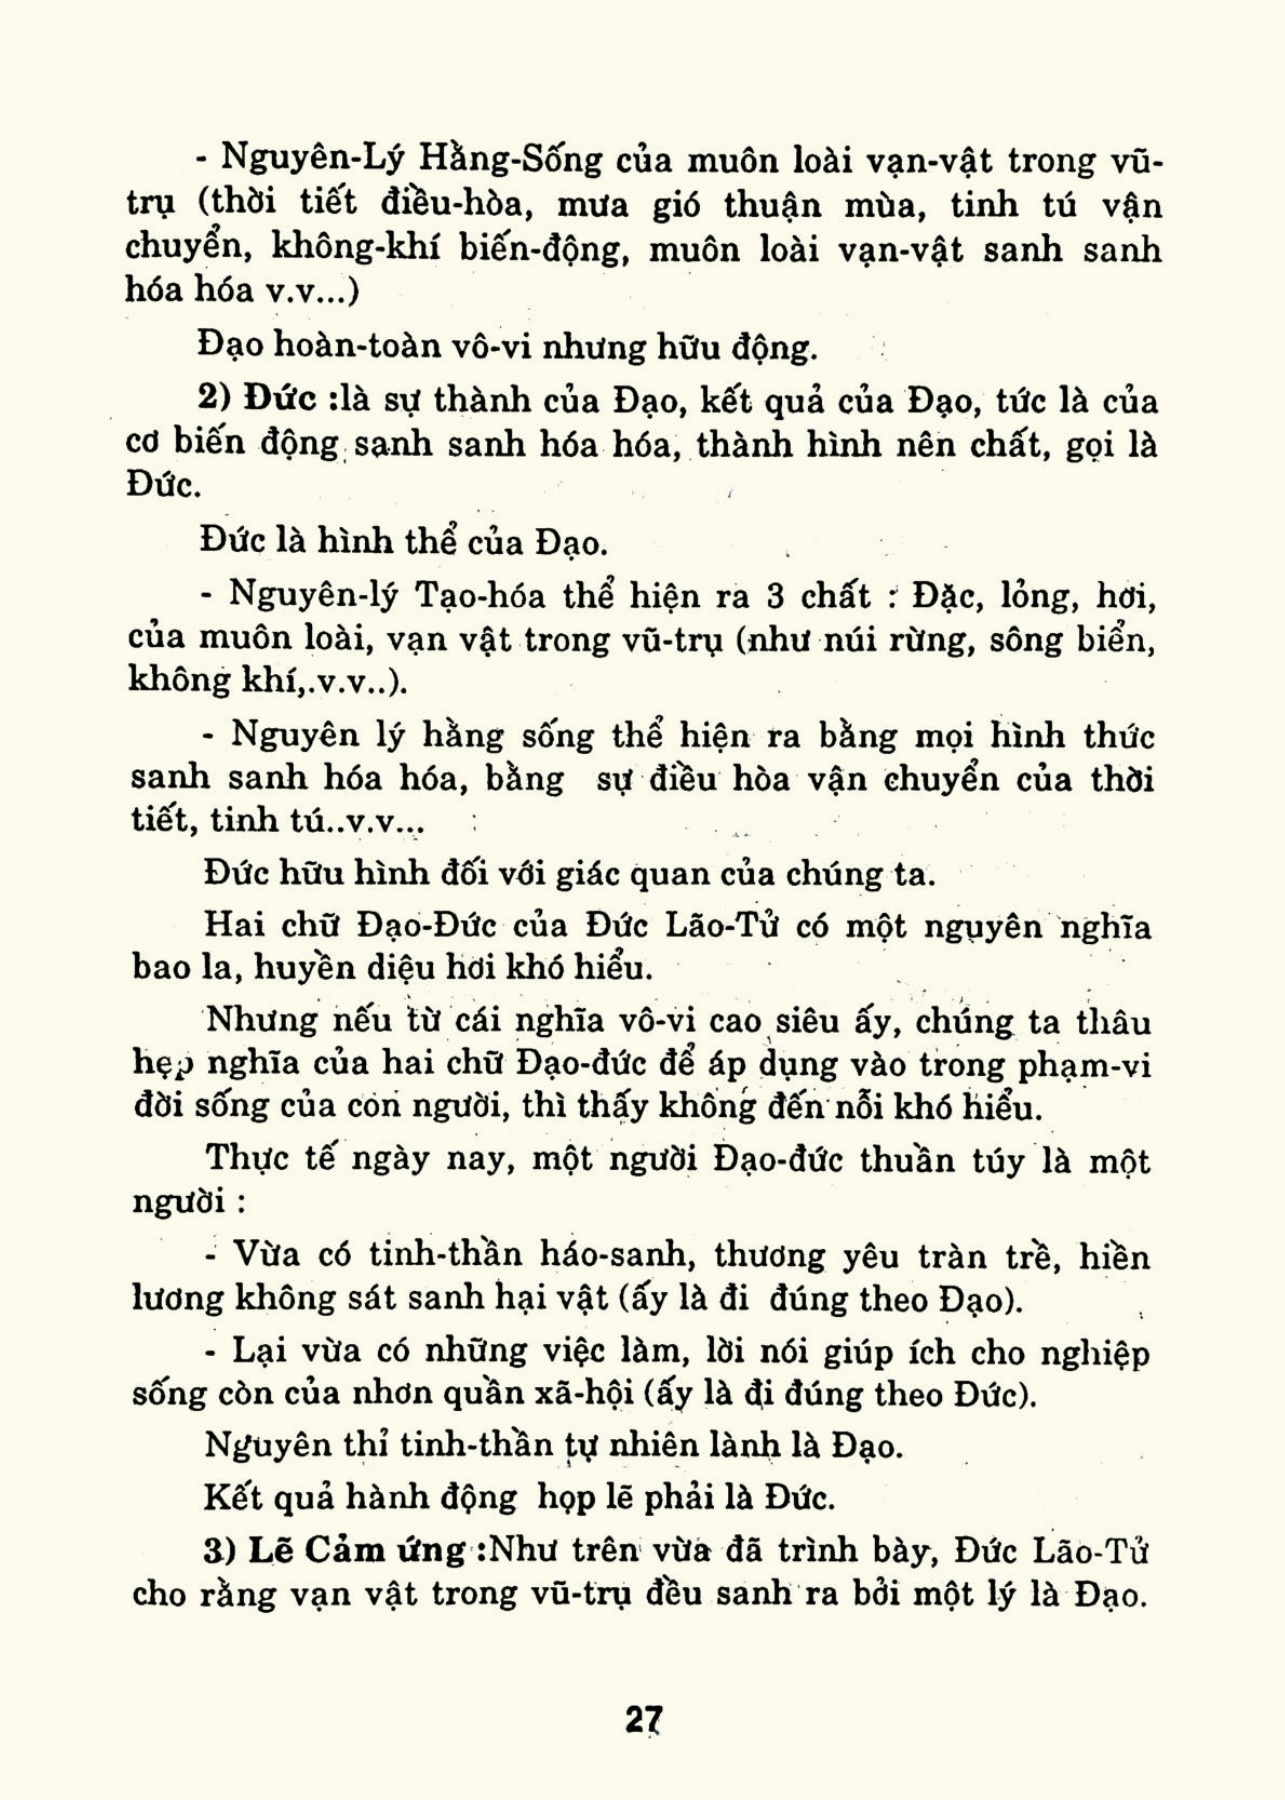 - Nguyên-Lý Hằng-Sống của muôn loài vạn-vật trong vũ-
trụ (thời tiết điều-hòa, mưa gió thuận mùa, tinh tú vận
chuyển, không-khí biến-động, muôn loài vạn-vật sanh sanh
hóa hóa v.v...)
Đạo hoàn-toàn vô-vi nhưng hữu động.
2) Đức :là sự thành của Đạo, kết quả của Đạo, tức là của
cơ biến động sanh sanh hóa hóa, thành hình nên chất, gọi là
Đức.
Đức là hình thể của Đạo.
- Nguyên-lý Tạo-hóa thể hiện ra 3 chất : Đặc, lỏng, hơi,
của muôn loài, vạn vật trong vũ-trụ (như núi rừng, sông biển,
không khí,.v.v..).
- Nguyên lý hằng sống thể hiện ra bằng mọi hình thức
sanh sanh hóa hóa, bằng sự điều hòa vận chuyển của thời
tiết, tinh tú..v.v...
Đức hữu hình đối với giác quan của chúng ta.
Hai chữ Đạo-Đức của Đức Lão-Tử có một nguyên nghĩa
bao la, huyền diệu hơi khó hiểu.
Nhưng nếu từ cái nghĩa vô-vi cao siêu ấy, chúng ta thâu
hẹp nghĩa của hai chữ Đạo-đức để áp dụng vào trong phạm-vi
đời sống của con người, thì thấy không đến nỗi khó hiểu.
Thực tế ngày nay, một người Đạo-đức thuần túy là một
người :
- Vừa có tinh-thần háo-sanh, thương yêu tràn trề, hiền
lương không sát sanh hại vật (ấy là đi đúng theo Đạo).
- Lại vừa có những việc làm, lời nói giúp ích cho nghiệp
sống còn của nhơn quần xã-hội (ấy là đi đúng theo Đức).
Nguyên thỉ tinh-thần tự nhiên lành là Đạo.
Kết quả hành động họp lẽ phải là Đức.
3) Lẽ Cảm ứng :Như trên vừa đã trình bày, Đức Lão-Tử
cho rằng vạn vật trong vũ-trụ đều sanh ra bởi một lý là Đạo.
27